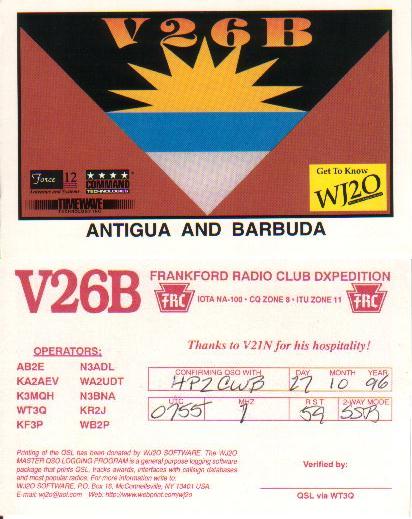 V26B
Force 12
COMMAND
TECHNOLOGIES
TIMEWAVE
TECHNOLOGY INC.
Get To Know
WJ2O
ANTIGUA AND BARBUDA
V26B
FRANKFORD RADIO CLUB DXPEDITION
FRC IOTA NA-100 · CQ ZONE 8 · ITU ZONE 11 FRC
Thanks to V21N for his hospitality!
OPERATORS:
AB2E N3ADL
KA2AEV WA2UDT
K3MQH N3BNA
WT3Q KR2J
KF3P WB2P
CONFIRMING QSO WITH DAY MONTH YEAR
HP2CWB 27 10 96
UTC MHZ R S T 2-WAY MODE
0755 7 59 SSB
Printing of the QSL has been donated by WJ2O SOFTWARE. The WJ2O
MASTER QSO LOGGING PROGRAM is a general purpose logging software
package that prints QSL, tracks awards, interfaces with callsign databases
and most popular radios. For more information write to:
WJ2O SOFTWARE, P.O. Box 16, McConnellsville, NY 13401 USA.
E-mail: wj2o@aol.com Web: http://www.webprint.com/wj2o
Verified by:
QSL via WT3Q